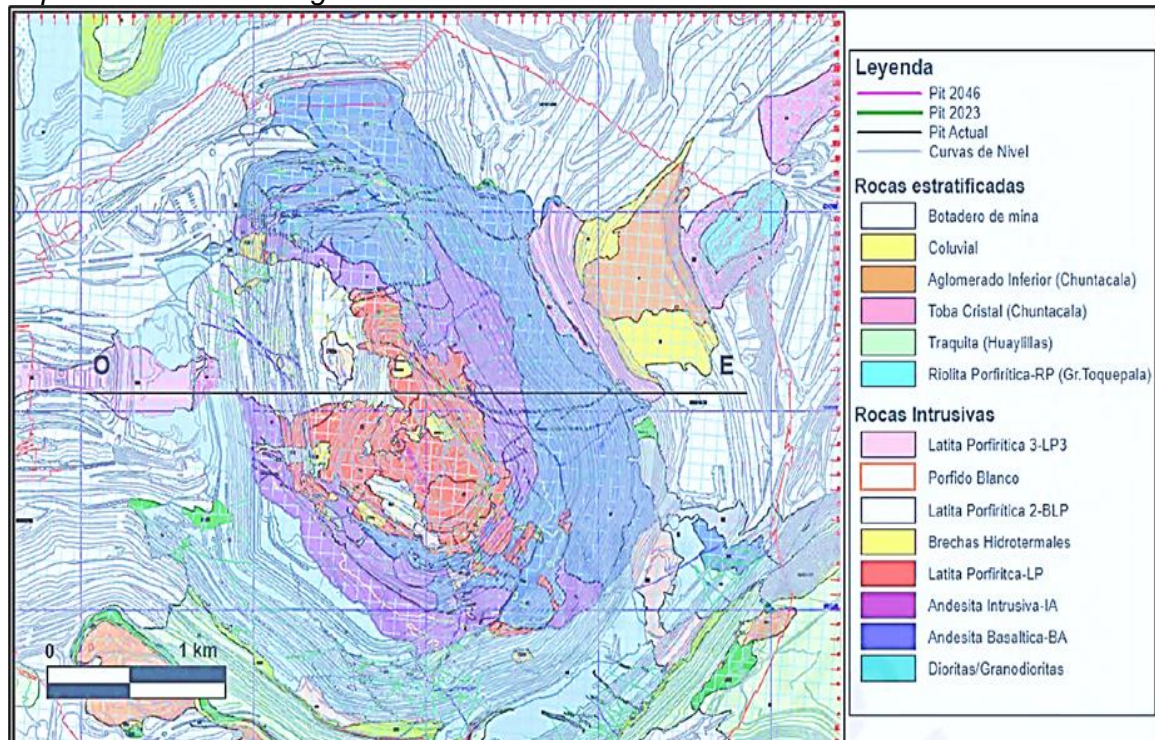 O
E
0
1 km
Leyenda
Pit 2046
Pit 2023
Pit Actual
Curvas de Nivel
Rocas estratificadas
Botadero de mina
Coluvial
Aglomerado Inferior (Chuntacala)
Toba Cristal (Chuntacala)
Traquita (Huaylillas)
Riolita Porfirítica-RP (Gr.Toquepala)
Rocas Intrusivas
Latita Porfirítica 3-LP3
Porfido Blanco
Latita Porfirítica 2-BLP
Brechas Hidrotermales
Latita Porfiritca-LP
Andesita Intrusiva-IA
Andesita Basaltica-BA
Dioritas/Granodioritas